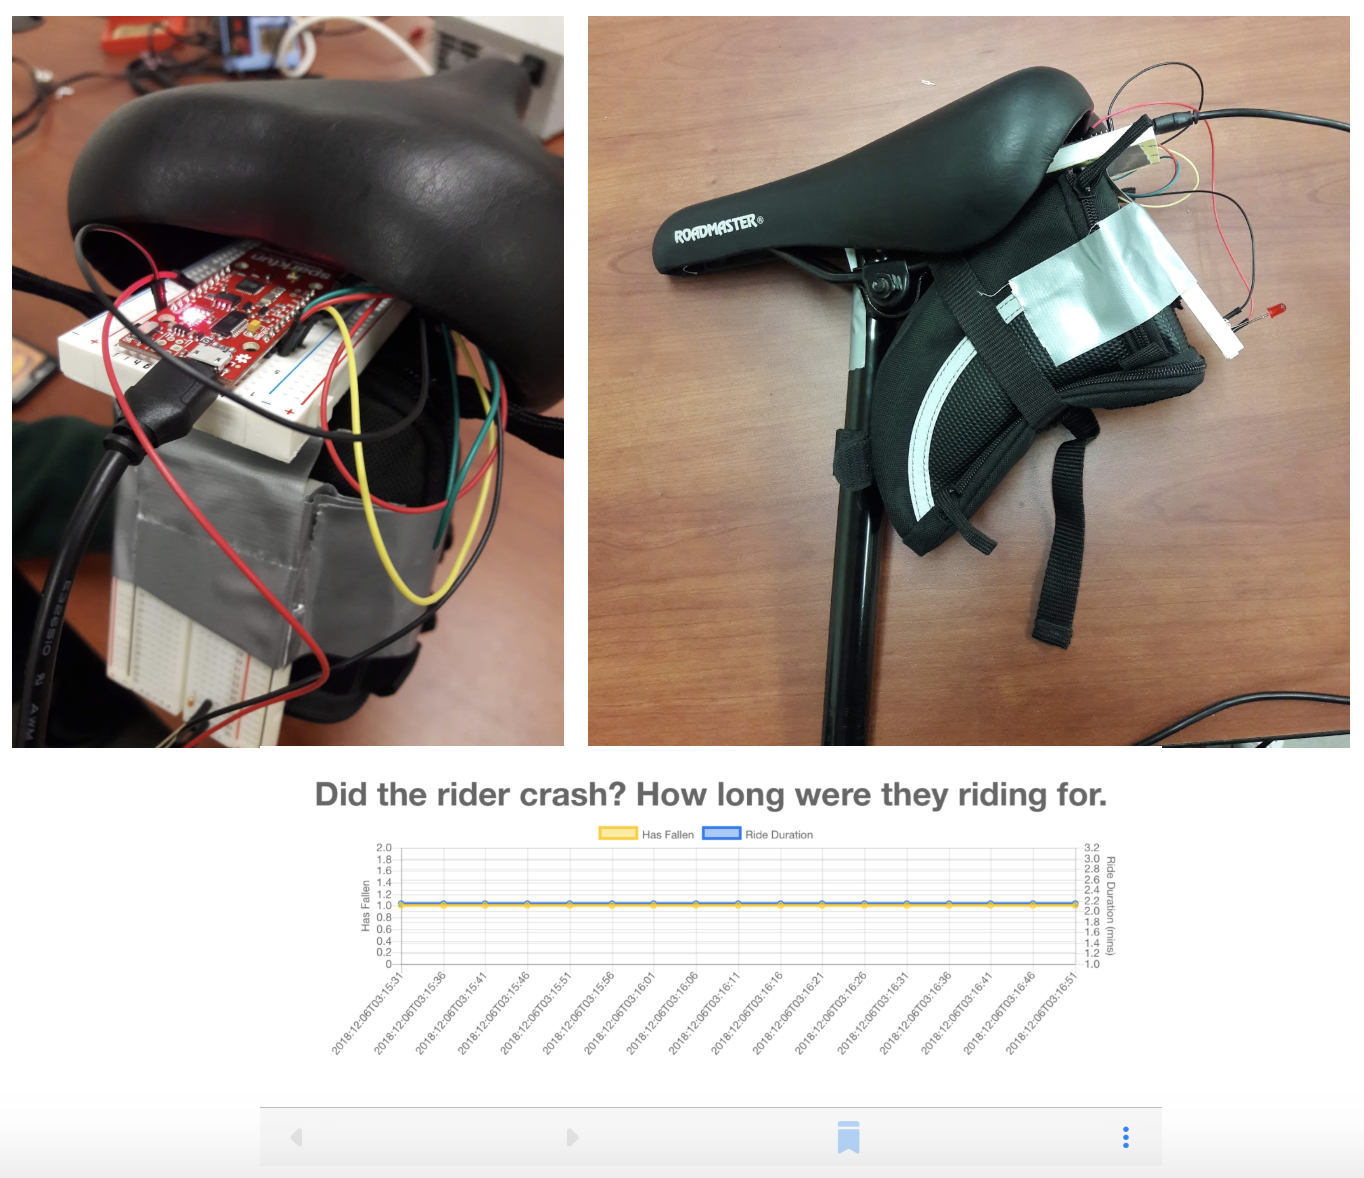 sparkfun
E326510
AWM
ROADMASTER®
Did the rider crash? How long were they riding for.
Has Fallen
Ride Duration
2.0
1.8
1.6
1.4
1.2
1.0
0.8
0.6
0.4
0.2
0
Has Fallen
3.2
3.0
2.8
2.6
2.4
2.2
2.0
1.8
1.6
1.4
1.2
1.0
Ride Duration (mins)
2018:12:06T03:15:31
2018:12:06T03:15:36
2018:12:06T03:15:41
2018:12:06T03:15:46
2018:12:06T03:15:51
2018:12:06T03:15:56
2018:12:06T03:16:01
2018:12:06T03:16:06
2018:12:06T03:16:11
2018:12:06T03:16:16
2018:12:06T03:16:21
2018:12:06T03:16:26
2018:12:06T03:16:31
2018:12:06T03:16:36
2018:12:06T03:16:41
2018:12:06T03:16:46
2018:12:06T03:16:51